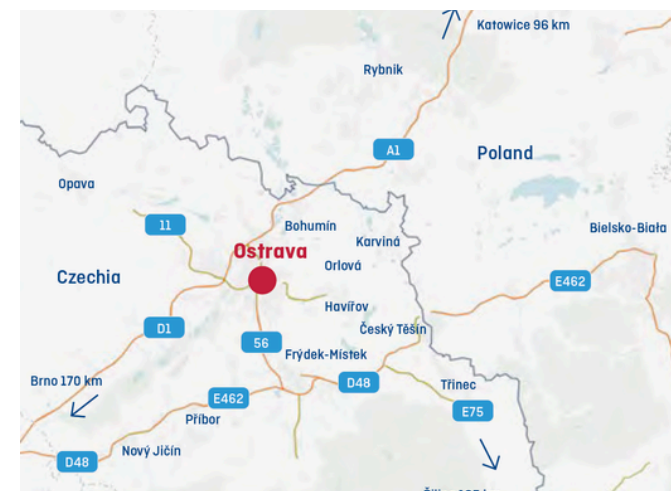 Katowice 96 km
Rybnik
A1
Poland
Opava
11
Bohumín
Karviná
Bielsko-Biała
Ostrava
Orlová
Czechia
E462
Havířov
D1
Český Těšín
56
Frýdek-Místek
Brno 170 km
D48
Třinec
E462
E75
Příbor
Nový Jičín
D48